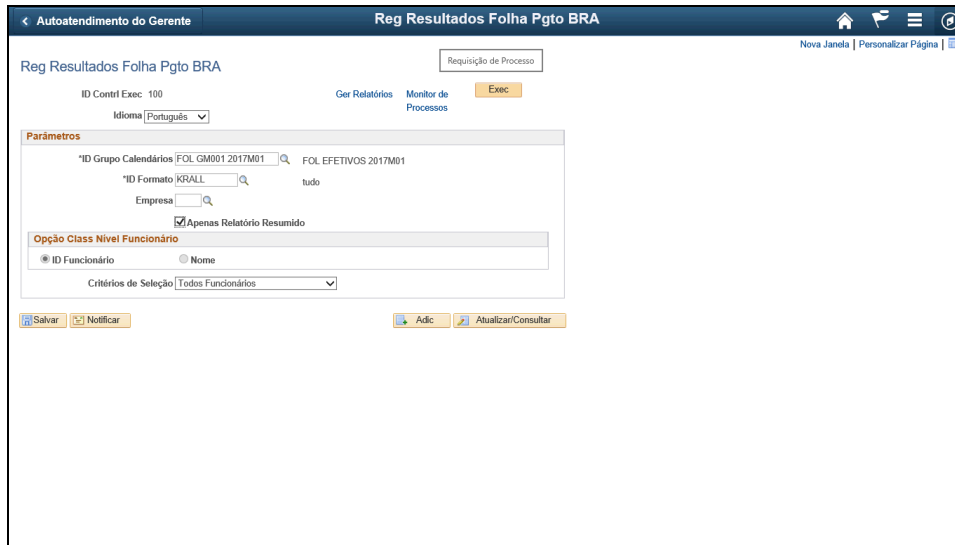 Autoatendimento do Gerente
Reg Resultados Folha Pgto BRA
Nova Janela | Personalizar Página |
Reg Resultados Folha Pgto BRA
Requisição de Processo
ID Contrl Exec 100
Ger Relatórios
Monitor de
Processos
Exec
Idioma Português
Parâmetros
*ID Grupo Calendários FOL GM001 2017M01 FOL EFETIVOS 2017M01
*ID Formato KRALL tudo
Empresa
Apenas Relatório Resumido
Opção Class Nível Funcionário
ID Funcionário Nome
Critérios de Seleção Todos Funcionários
Salvar Notificar Adic Atualizar/Consultar